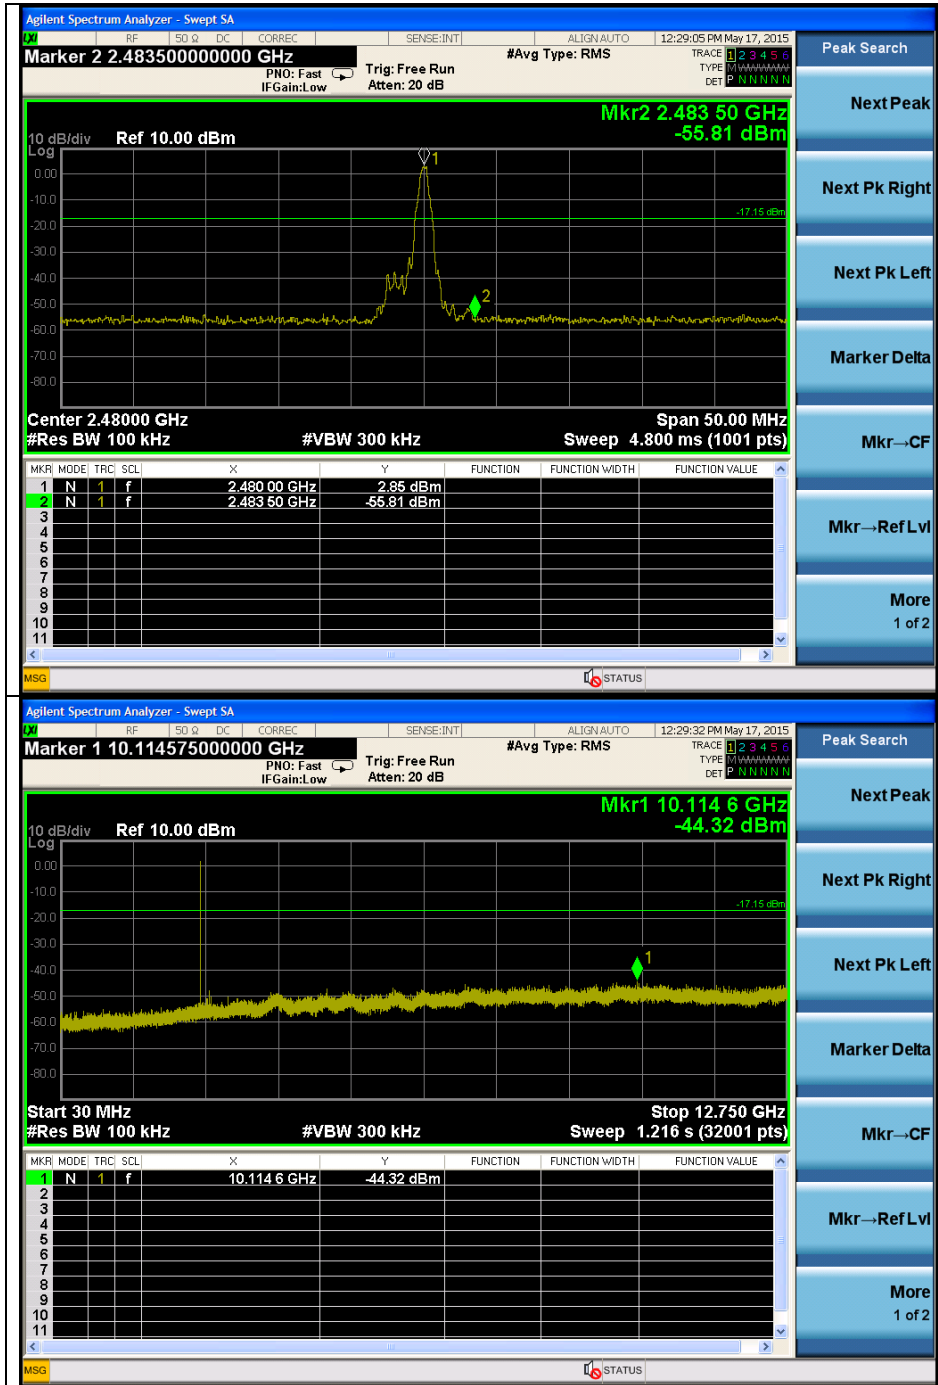 Agilent Spectrum Analyzer - Swept SA
LXI RF 50 Ω DC CORREC SENSE:INT ALIGN AUTO 12:29:05 PM May 17, 2015
Marker 2 2.483500000000 GHz
PNO: Fast
IFGain:Low
Trig: Free Run
Atten: 20 dB
#Avg Type: RMS
TRACE 1 2 3 4 5 6
TYPE M WWWWW
DET P N N N N N
Mkr2 2.483 50 GHz
-55.81 dBm
10 dB/div Ref 10.00 dBm
Log
0.00
-10.0
-20.0
-30.0
-40.0
-50.0
-60.0
-70.0
-80.0
1
-17.15 dBm
2
Center 2.48000 GHz Span 50.00 MHz
#Res BW 100 kHz #VBW 300 kHz Sweep 4.800 ms (1001 pts)
MKR MODE TRC SCL X Y FUNCTION FUNCTION WIDTH FUNCTION VALUE
1 N 1 f 2.480 00 GHz 2.85 dBm
2 N 1 f 2.483 50 GHz -55.81 dBm
3
4
5
6
7
8
9
10
11
MSG STATUS
Peak Search
Next Peak
Next Pk Right
Next Pk Left
Marker Delta
Mkr→CF
Mkr→Ref Lvl
More
1 of 2
Agilent Spectrum Analyzer - Swept SA
LXI RF 50 Ω DC CORREC SENSE:INT ALIGN AUTO 12:29:32 PM May 17, 2015
Marker 1 10.114575000000 GHz
PNO: Fast
IFGain:Low
Trig: Free Run
Atten: 20 dB
#Avg Type: RMS
TRACE 1 2 3 4 5 6
TYPE M WWWWW
DET P N N N N N
Mkr1 10.114 6 GHz
-44.32 dBm
10 dB/div Ref 10.00 dBm
Log
0.00
-10.0
-20.0
-30.0
-40.0
-50.0
-60.0
-70.0
-80.0
-17.15 dBm
1
Start 30 MHz Stop 12.750 GHz
#Res BW 100 kHz #VBW 300 kHz Sweep 1.216 s (32001 pts)
MKR MODE TRC SCL X Y FUNCTION FUNCTION WIDTH FUNCTION VALUE
1 N 1 f 10.114 6 GHz -44.32 dBm
2
3
4
5
6
7
8
9
10
11
MSG STATUS
Peak Search
Next Peak
Next Pk Right
Next Pk Left
Marker Delta
Mkr→CF
Mkr→Ref Lvl
More
1 of 2